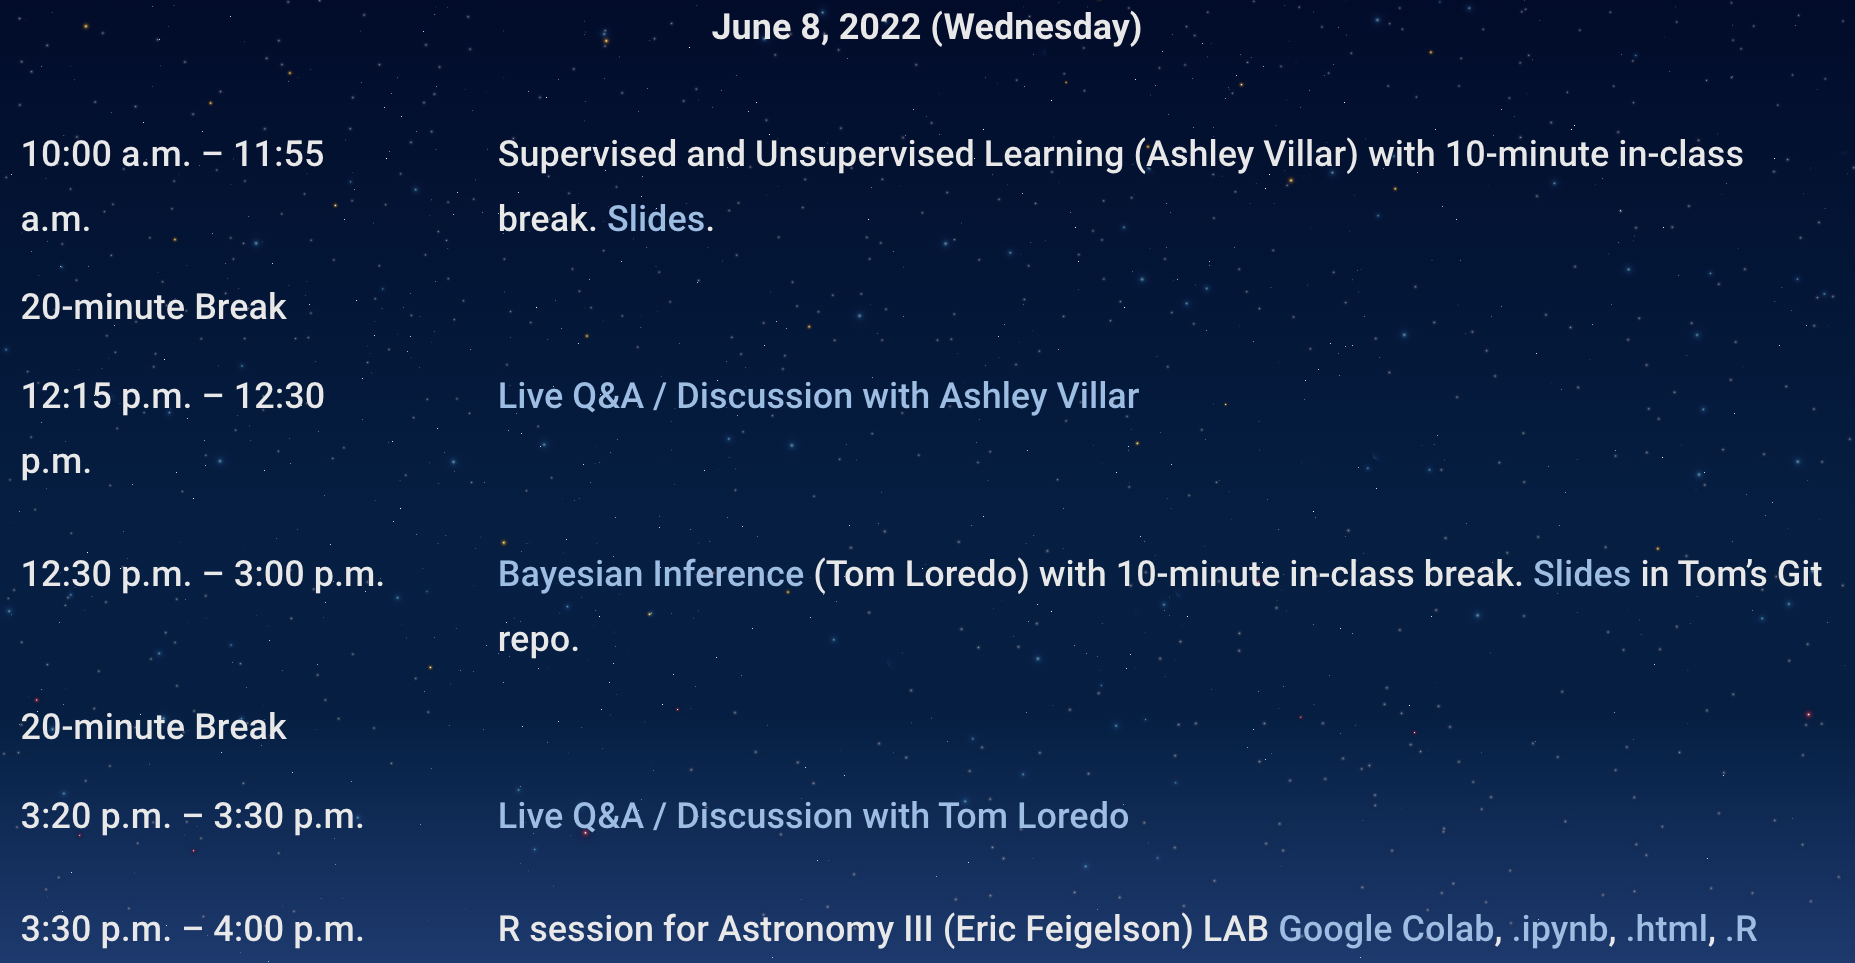 June 8, 2022 (Wednesday)
10:00 a.m. – 11:55
a.m.
Supervised and Unsupervised Learning (Ashley Villar) with 10-minute in-class
break. Slides.
20-minute Break
12:15 p.m. – 12:30
p.m.
Live Q&A / Discussion with Ashley Villar
12:30 p.m. – 3:00 p.m.
Bayesian Inference (Tom Loredo) with 10-minute in-class break. Slides in Tom’s Git
repo.
20-minute Break
3:20 p.m. – 3:30 p.m.
Live Q&A / Discussion with Tom Loredo
3:30 p.m. – 4:00 p.m.
R session for Astronomy III (Eric Feigelson) LAB Google Colab, .ipynb, .html, .R